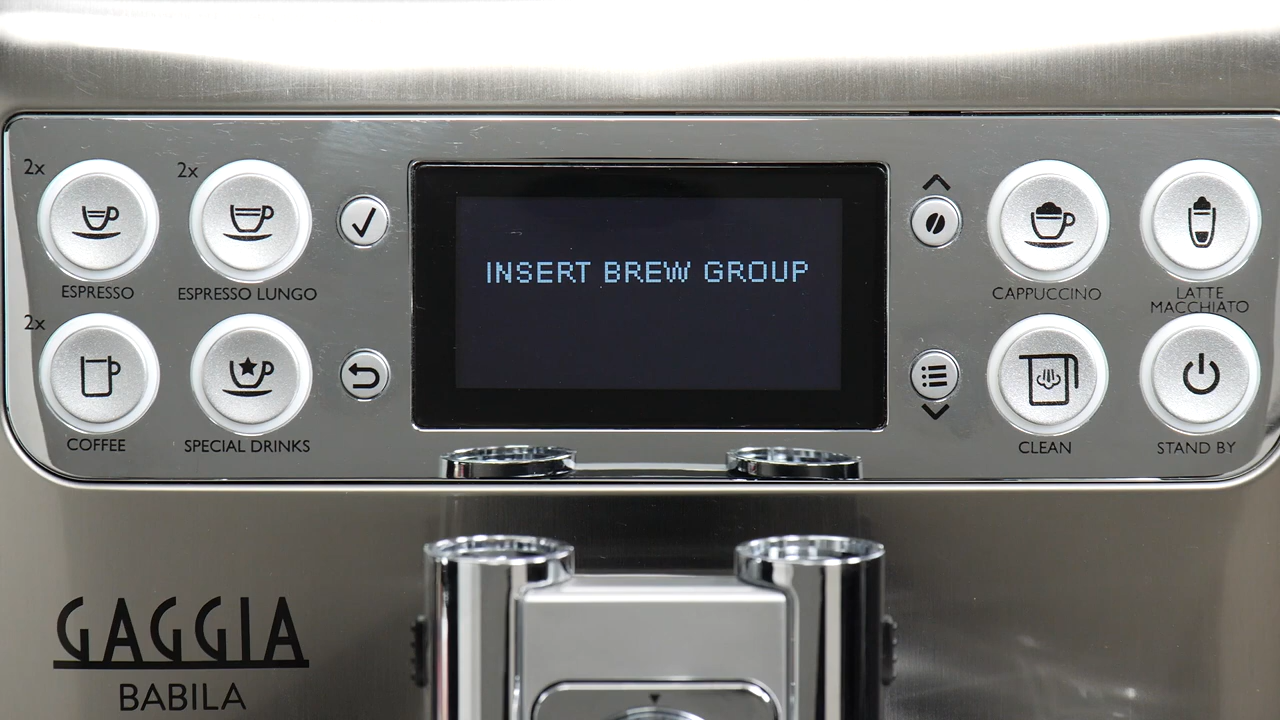 2x
2x
ESPRESSO
ESPRESSO LUNGO
2x
COFFEE
SPECIAL DRINKS
INSERT BREW GROUP
CAPPUCCINO
LATTE
MACCHIATO
CLEAN
STAND BY
GAGGIA
BABILA